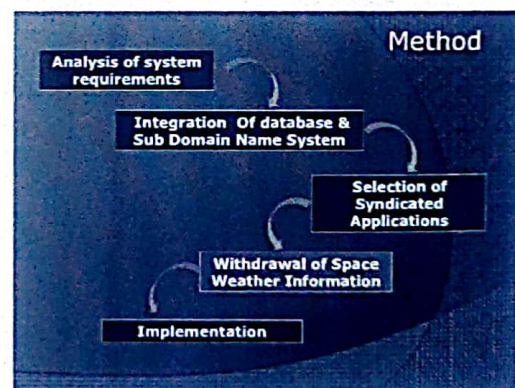 Method
Analysis of system
requirements
Integration Of database &
Sub Domain Name System
Selection of
Syndicated
Applications
Withdrawal of Space
Weather Information
Implementation